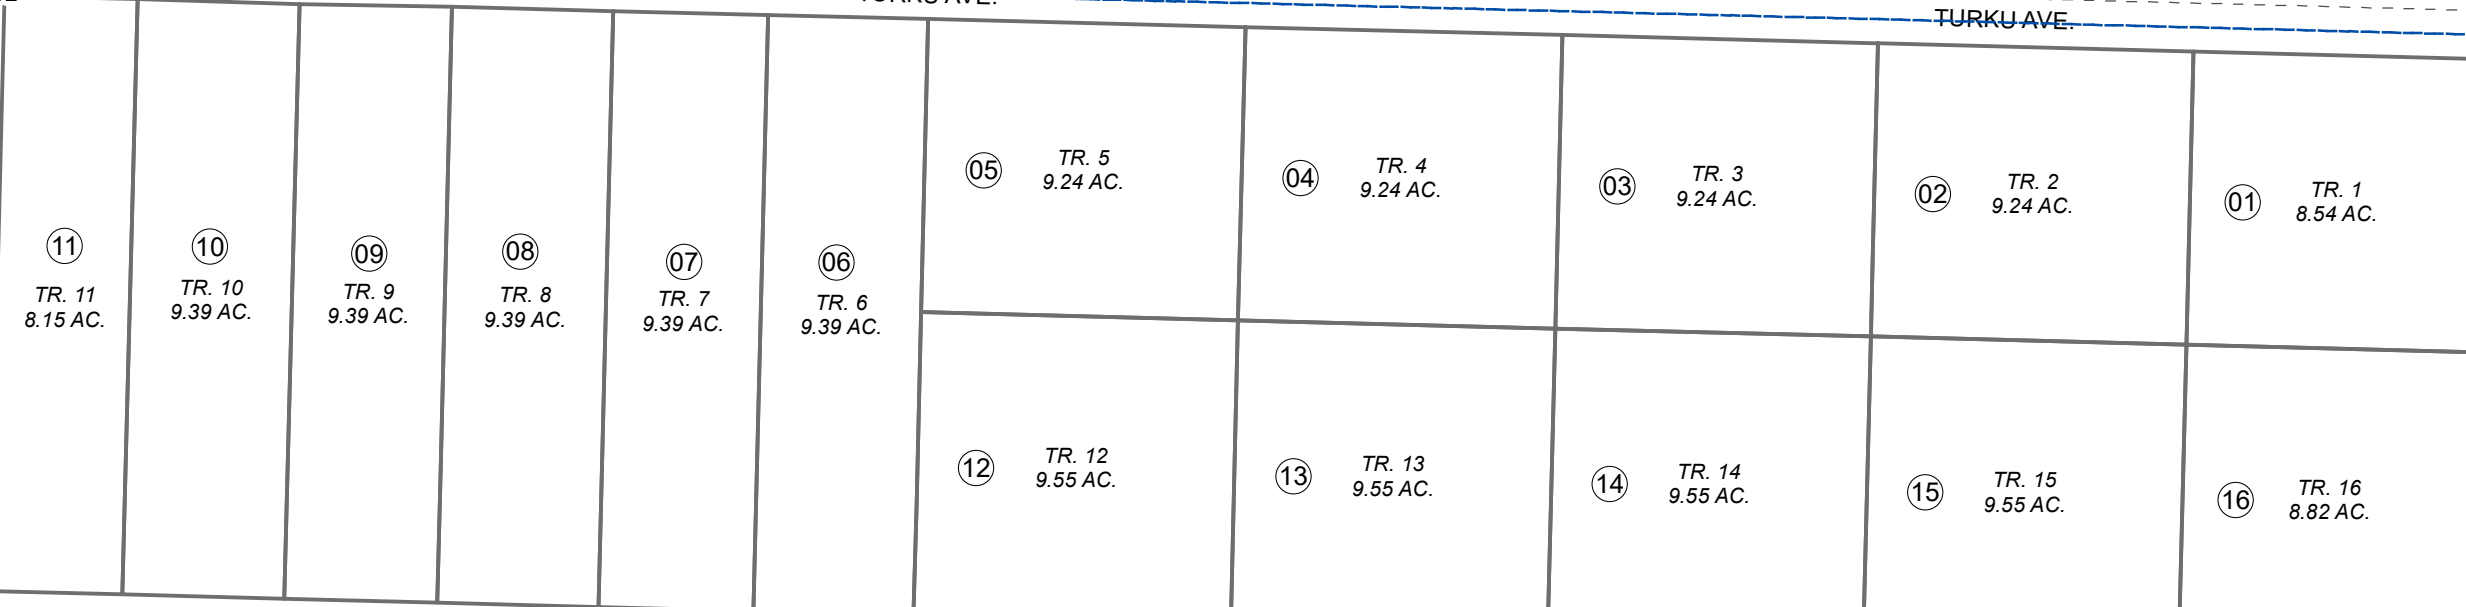 TURKU AVE.
TURKU AVE.
05
TR. 5
9.24 AC.
04
TR. 4
9.24 AC.
03
TR. 3
9.24 AC.
02
TR. 2
9.24 AC.
01
TR. 1
8.54 AC.
11
TR. 11
8.15 AC.
10
TR. 10
9.39 AC.
09
TR. 9
9.39 AC.
08
TR. 8
9.39 AC.
07
TR. 7
9.39 AC.
06
TR. 6
9.39 AC.
12
TR. 12
9.55 AC.
13
TR. 13
9.55 AC.
14
TR. 14
9.55 AC.
15
TR. 15
9.55 AC.
16
TR. 16
8.82 AC.